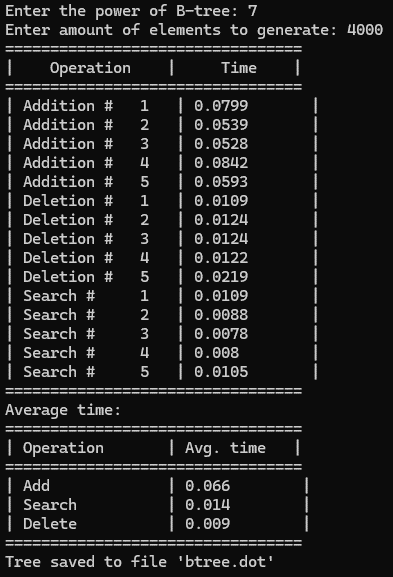 Enter the power of B-tree: 7
Enter amount of elements to generate: 4000
=================================
|    Operation    |     Time    |
=================================
| Addition #   1   | 0.0799       |
| Addition #   2   | 0.0539       |
| Addition #   3   | 0.0528       |
| Addition #   4   | 0.0842       |
| Addition #   5   | 0.0593       |
| Deletion #   1   | 0.0109       |
| Deletion #   2   | 0.0124       |
| Deletion #   3   | 0.0124       |
| Deletion #   4   | 0.0122       |
| Deletion #   5   | 0.0219       |
| Search #     1   | 0.0109       |
| Search #     2   | 0.0088       |
| Search #     3   | 0.0078       |
| Search #     4   | 0.008        |
| Search #     5   | 0.0105       |
=================================
Average time:
=================================
| Operation       | Avg. time   |
=================================
| Add             | 0.066        |
| Search          | 0.014        |
| Delete          | 0.009        |
=================================
Tree saved to file 'btree.dot'